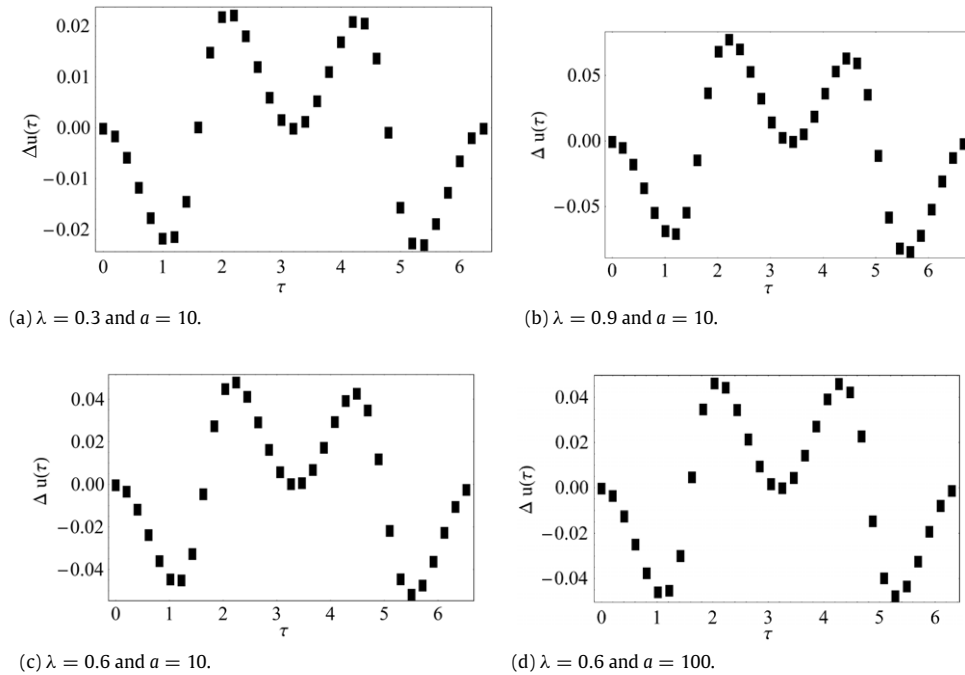 0.02
0.01
0.00
−0.01
−0.02
Δu(τ)
0 1 2 3 4 5 6
τ
(a) λ = 0.3 and a = 10.
0.05
0.00
−0.05
Δ u(τ)
0 1 2 3 4 5 6
τ
(b) λ = 0.9 and a = 10.
0.04
0.02
0.00
−0.02
−0.04
Δ u(τ)
0 1 2 3 4 5 6
τ
(c) λ = 0.6 and a = 10.
0.04
0.02
0.00
−0.02
−0.04
Δ u(τ)
0 1 2 3 4 5 6
τ
(d) λ = 0.6 and a = 100.